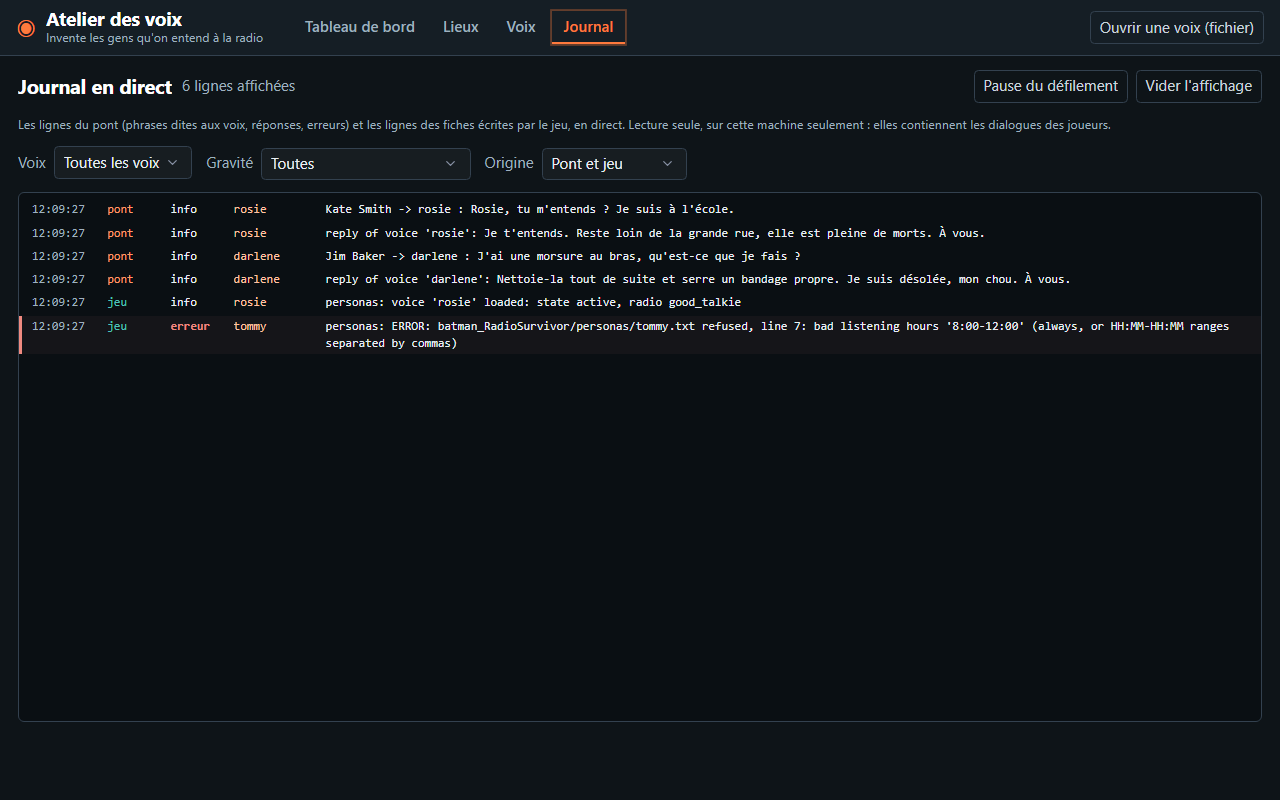 Atelier des voix
Invente les gens qu'on entend à la radio
Tableau de bord
Lieux
Voix
Journal
Ouvrir une voix (fichier)
Journal en direct 6 lignes affichées
Pause du défilement
Vider l'affichage
Les lignes du pont (phrases dites aux voix, réponses, erreurs) et les lignes des fiches écrites par le jeu, en direct. Lecture seule, sur cette machine seulement : elles contiennent les dialogues des joueurs.
Voix Toutes les voix Gravité Toutes Origine Pont et jeu
12:09:27 pont info rosie Kate Smith -> rosie : Rosie, tu m'entends ? Je suis à l'école.
12:09:27 pont info rosie reply of voice 'rosie': Je t'entends. Reste loin de la grande rue, elle est pleine de morts. À vous.
12:09:27 pont info darlene Jim Baker -> darlene : J'ai une morsure au bras, qu'est-ce que je fais ?
12:09:27 pont info darlene reply of voice 'darlene': Nettoie-la tout de suite et serre un bandage propre. Je suis désolée, mon chou. À vous.
12:09:27 jeu info rosie personas: voice 'rosie' loaded: state active, radio good_talkie
12:09:27 jeu erreur tommy personas: ERROR: batman_RadioSurvivor/personas/tommy.txt refused, line 7: bad listening hours '8:00-12:00' (always, or HH:MM-HH:MM ranges
separated by commas)